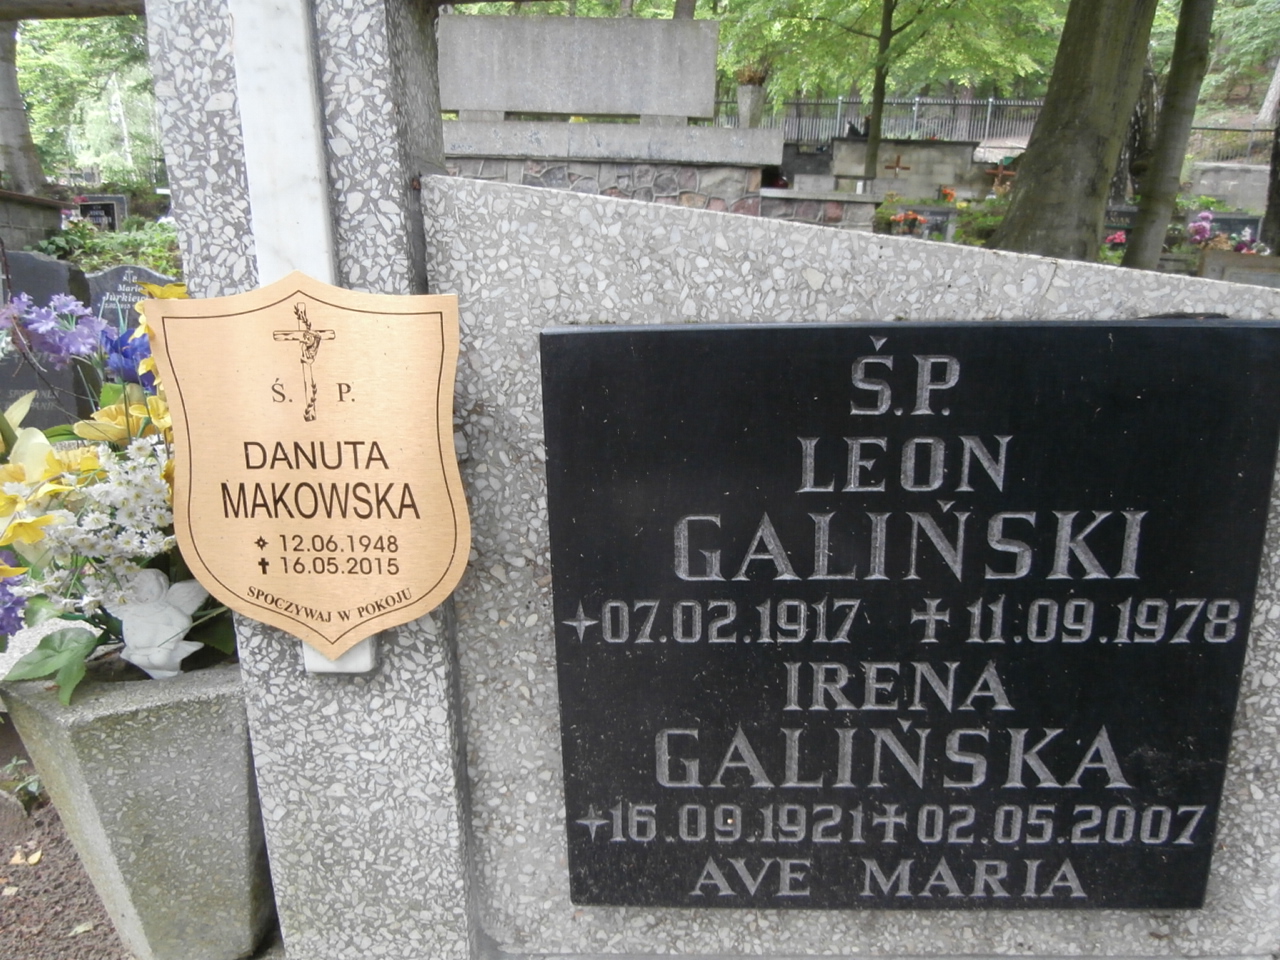 Ś. P.
DANUTA
MAKOWSKA
12.06.1948
16.05.2015
SPOCZYWAJ W POKOJU
Ś.P.
LEON
GALIŃSKI
07.02.1917 11.09.1978
IRENA
GALIŃSKA
16.09.1921 02.05.2007
AVE MARIA